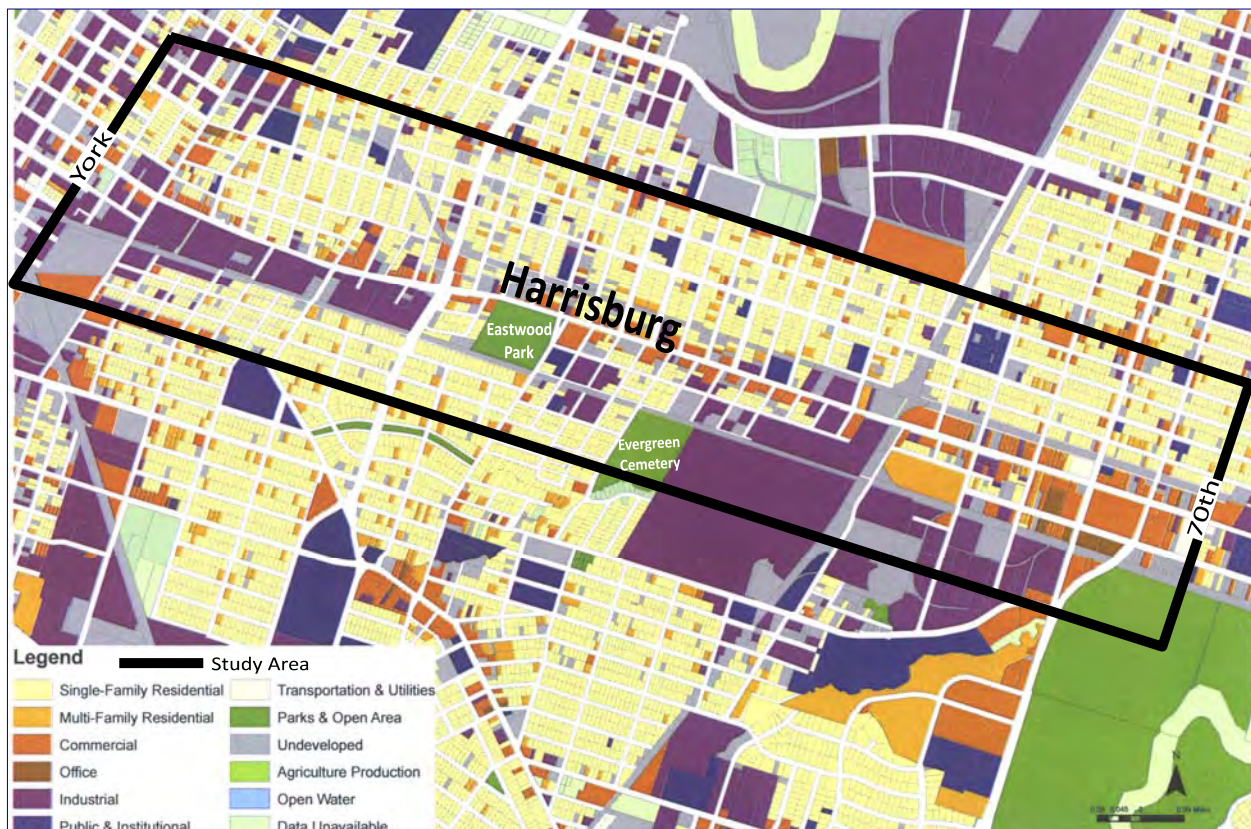 York
Harrisburg
Eastwood
Park
Evergreen
Cemetery
70th
Legend
Study Area
Single-Family Residential
Multi-Family Residential
Commercial
Office
Industrial
Public & Institutional
Transportation & Utilities
Parks & Open Area
Undeveloped
Agriculture Production
Open Water
Data Unavailable
N